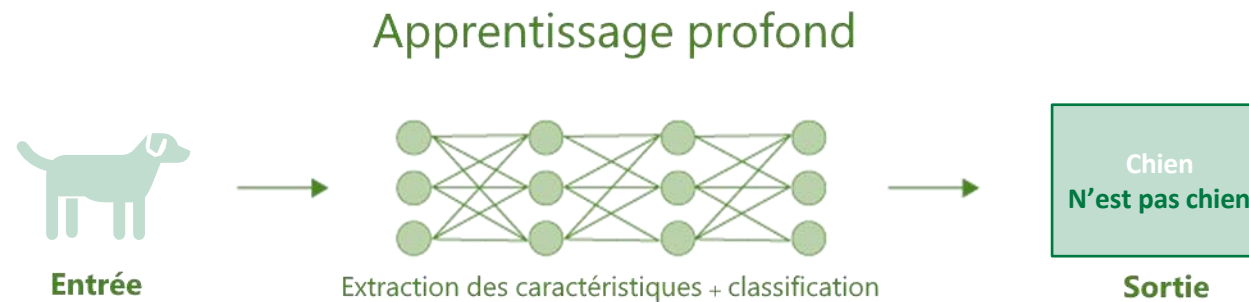 Apprentissage profond
Chien
N’est pas chien
Entrée
Extraction des caractéristiques + classification
Sortie